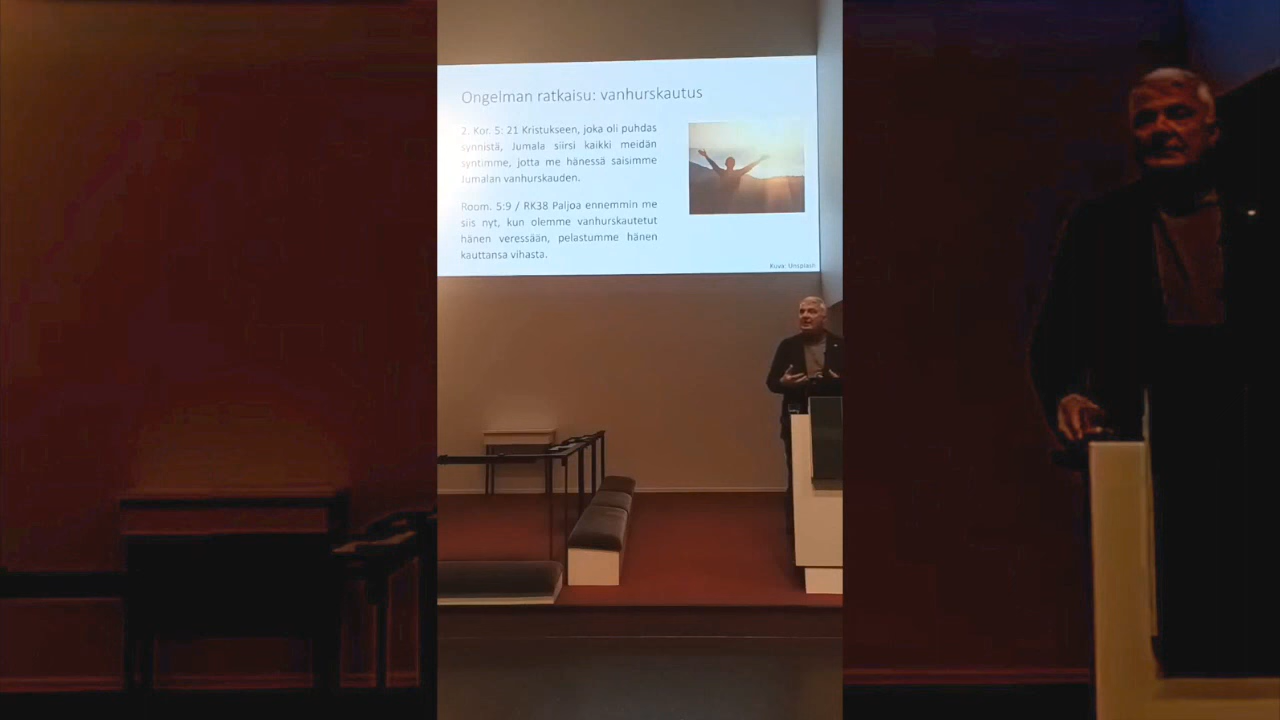 Ongelman ratkaisu: vanhurskautus
2. Kor. 5: 21 Kristukseen, joka oli puhdas
synnistä, Jumala siirsi kaikki meidän
syntimme, jotta me hänessä saisimme
Jumalan vanhurskauden.
Room. 5:9 / RK38 Paljoa ennemmin me
siis nyt, kun olemme vanhurskautetut
hänen veressään, pelastumme hänen
kauttansa vihasta.
Kuva: Unsplash